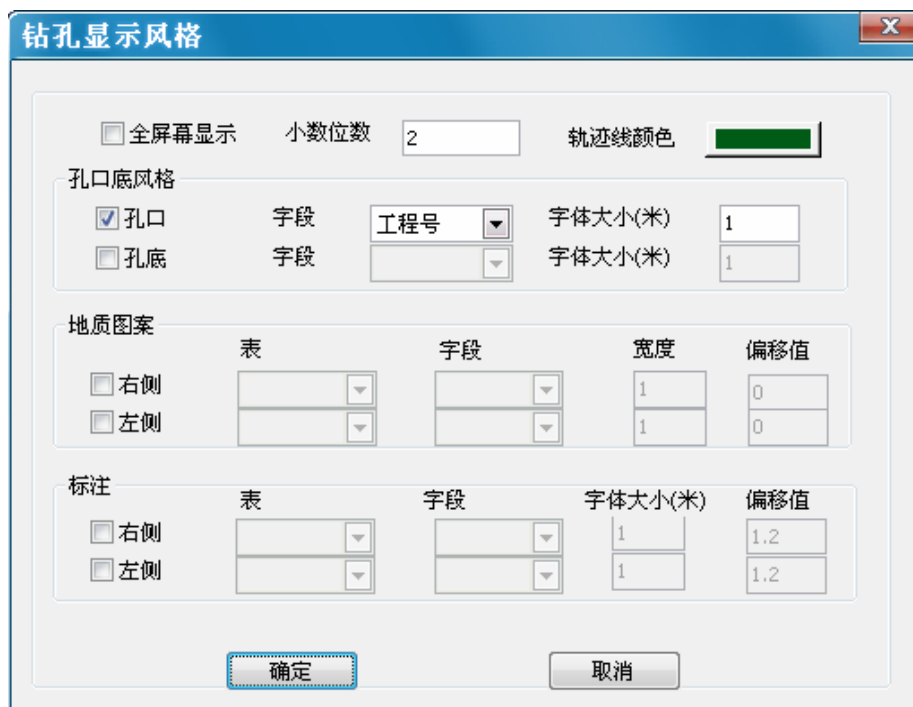 钻孔显示风格
全屏幕显示 小数位数 2 轨迹线颜色
孔口底风格
孔口 字段 工程号 字体大小(米) 1
孔底 字段 字体大小(米) 1
地质图案
表 字段 宽度 偏移值
右侧 1 0
左侧 1 0
标注
表 字段 字体大小(米) 偏移值
右侧 1 1.2
左侧 1 1.2
确定 取消